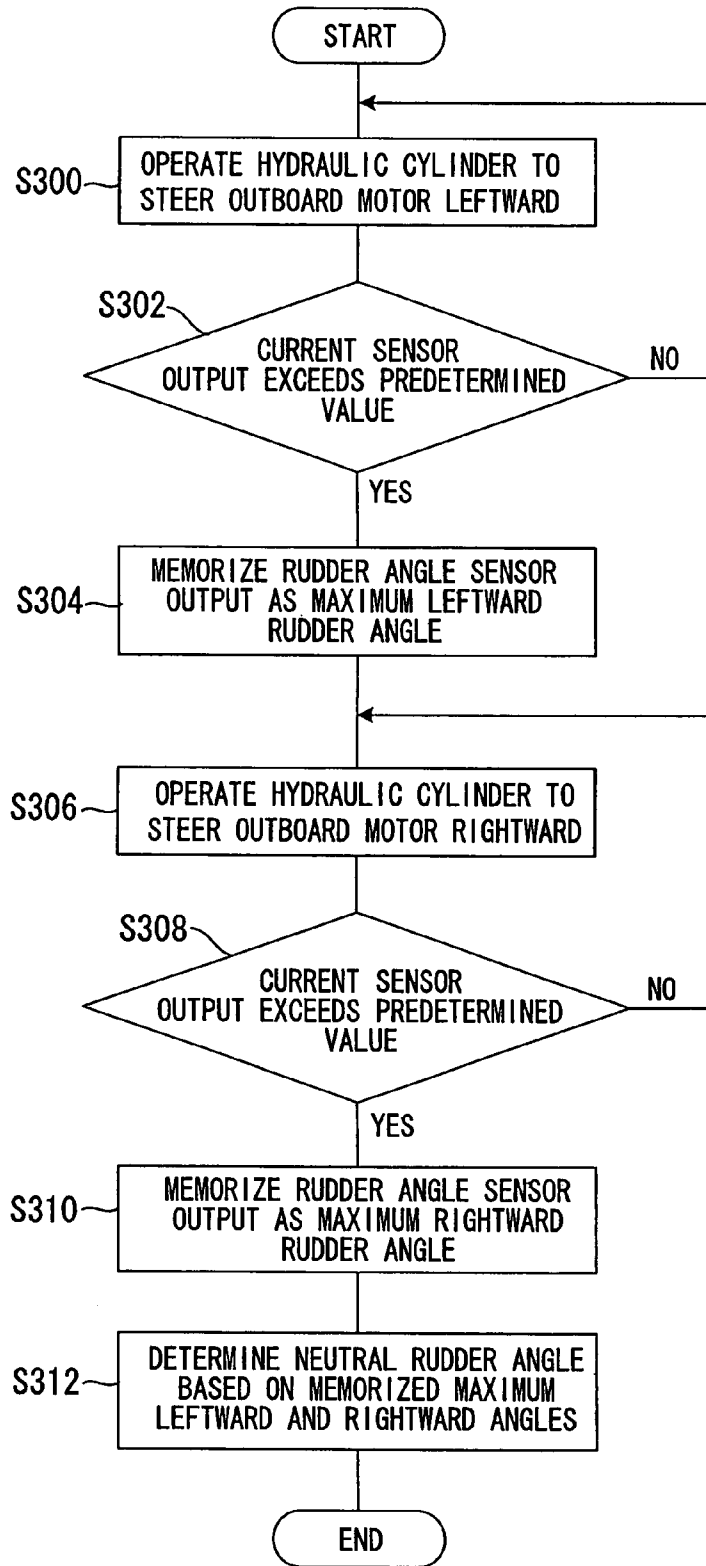 START
S300
OPERATE HYDRAULIC CYLINDER TO
STEER OUTBOARD MOTOR LEFTWARD
S302
CURRENT SENSOR
OUTPUT EXCEEDS PREDETERMINED
VALUE
NO
YES
S304
MEMORIZE RUDDER ANGLE SENSOR
OUTPUT AS MAXIMUM LEFTWARD
RUDDER ANGLE
S306
OPERATE HYDRAULIC CYLINDER TO
STEER OUTBOARD MOTOR RIGHTWARD
S308
CURRENT SENSOR
OUTPUT EXCEEDS PREDETERMINED
VALUE
NO
YES
S310
MEMORIZE RUDDER ANGLE SENSOR
OUTPUT AS MAXIMUM RIGHTWARD
RUDDER ANGLE
S312
DETERMINE NEUTRAL RUDDER ANGLE
BASED ON MEMORIZED MAXIMUM
LEFTWARD AND RIGHTWARD ANGLES
END